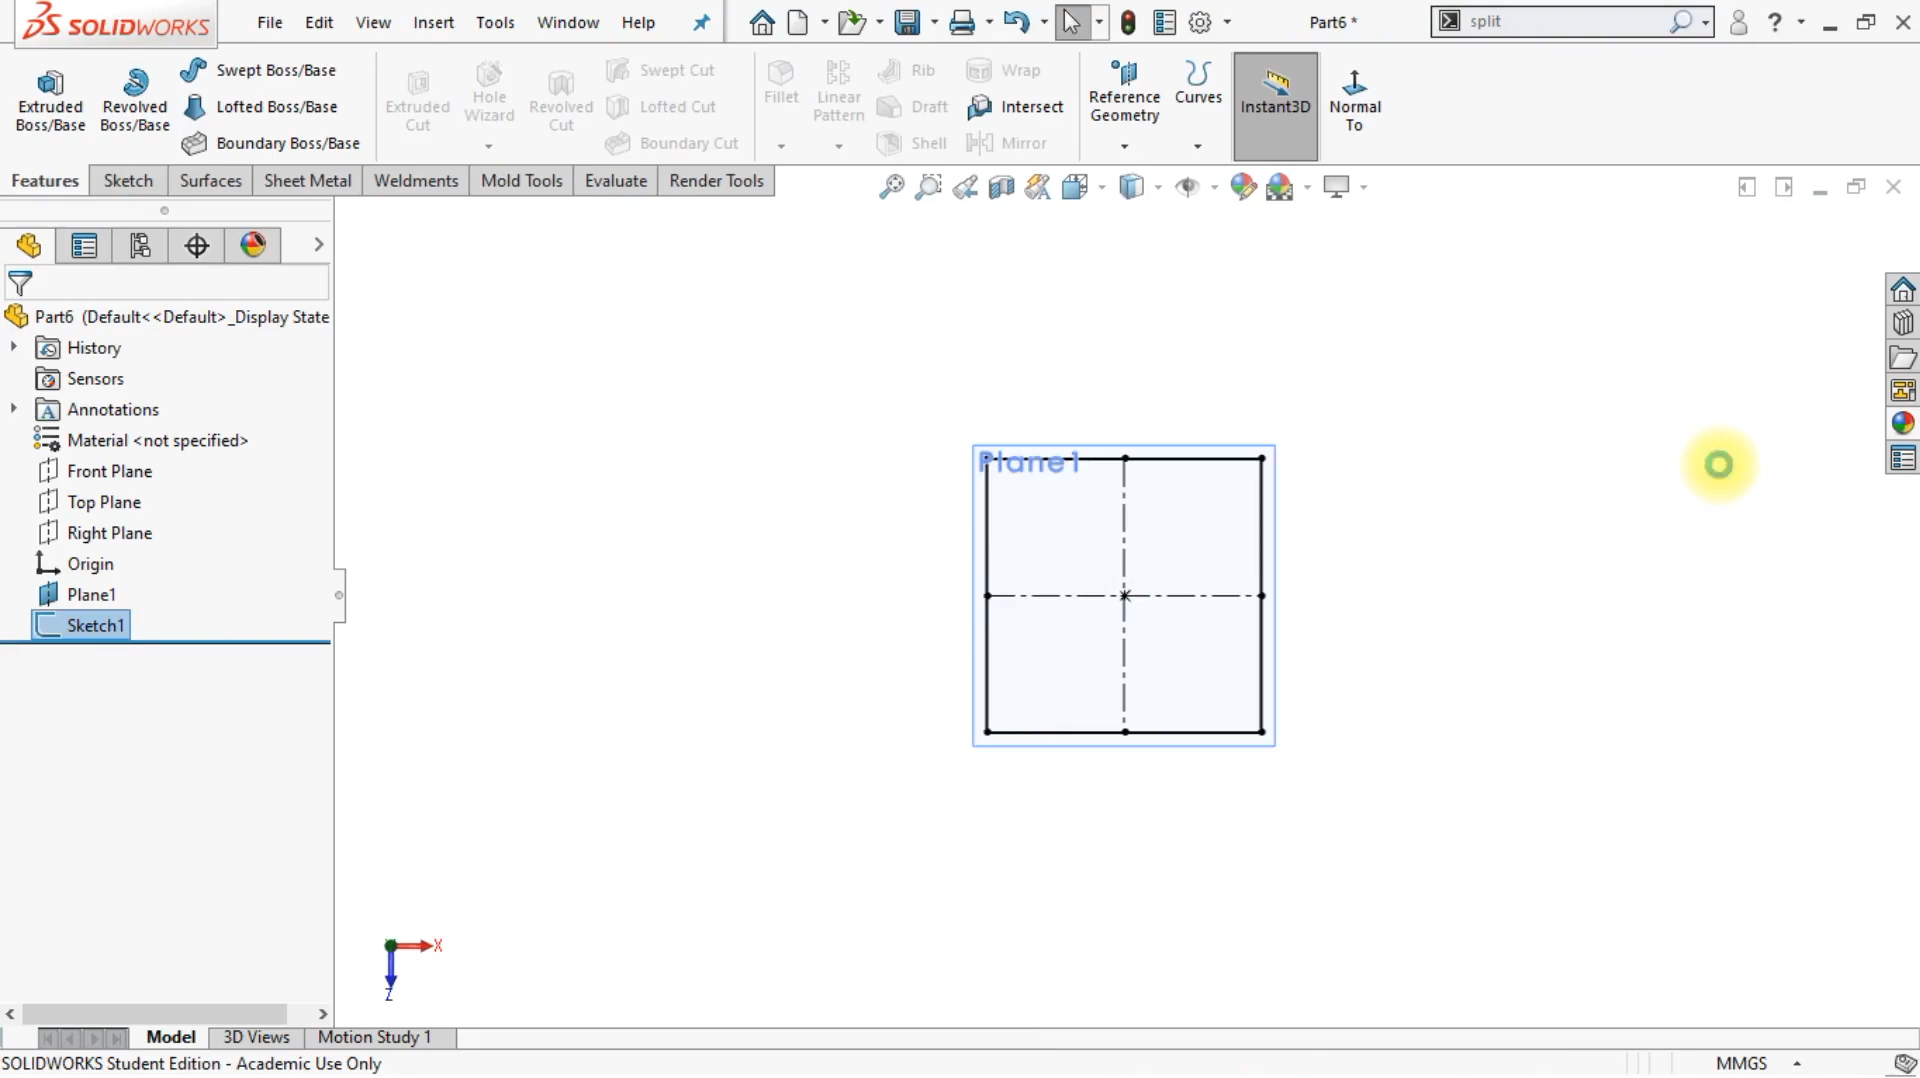 SOLIDWORKS File Edit View Insert Tools Window Help Part6 * split ?
Extruded Boss/Base
Revolved Boss/Base
Swept Boss/Base
Lofted Boss/Base
Boundary Boss/Base
Extruded Cut
Hole Wizard
Revolved Cut
Swept Cut
Lofted Cut
Boundary Cut
Fillet
Linear Pattern
Rib
Draft
Shell
Wrap
Intersect
Mirror
Reference Geometry
Curves
Instant3D
Normal To
Features Sketch Surfaces Sheet Metal Weldments Mold Tools Evaluate Render Tools
Part6 (Default<<Default>_Display State
History
Sensors
Annotations
Material <not specified>
Front Plane
Top Plane
Right Plane
Origin
Plane1
Sketch1
Plane1
X
Z
Model 3D Views Motion Study 1
SOLIDWORKS Student Edition - Academic Use Only
MMGS